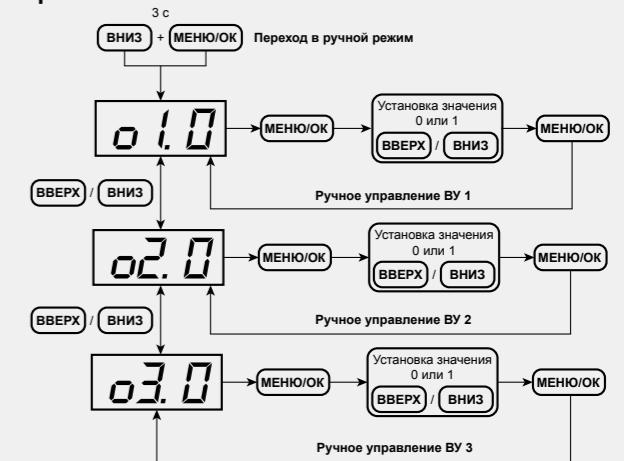 3 с
ВНИЗ + МЕНЮ/ОК Переход в ручной режим
o1.0 МЕНЮ/ОК Установка значения
0 или 1
ВВЕРХ / ВНИЗ МЕНЮ/ОК
Ручное управление ВУ 1
ВВЕРХ / ВНИЗ
o2.0 МЕНЮ/ОК Установка значения
0 или 1
ВВЕРХ / ВНИЗ МЕНЮ/ОК
Ручное управление ВУ 2
ВВЕРХ / ВНИЗ
o3.0 МЕНЮ/ОК Установка значения
0 или 1
ВВЕРХ / ВНИЗ МЕНЮ/ОК
Ручное управление ВУ 3